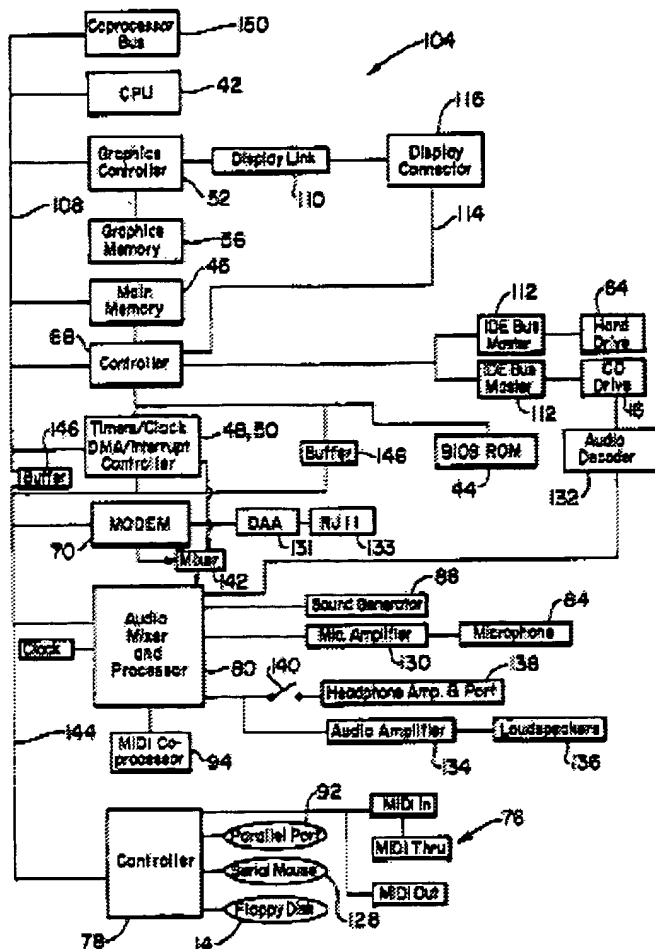 Coprocessor
Bus
150
104
CPU
42
116
Graphics
Controller
Display Link
Display
Connector
52
110
108
114
Graphics
Memory
56
46
Main
Memory
112
64
68
Controller
IDE Bus
Master
Hard
Drive
IDE Bus
Master
CD
Drive
112
16
146
Timers/Clock
DMA/Interrupt
Controller
48, 50
Buffer
Buffer
148
BIOS ROM
44
Audio
Decoder
132
MODEM
DAA
RJ11
70
131
133
Mixer
142
88
Audio
Mixer
and
Processor
Sound Generator
84
Mic. Amplifier
Microphone
Clock
80
130
138
140
Headphone Amp. & Port
144
Audio Amplifier
Loudspeakers
MIDI Co-
processor
94
134
136
92
MIDI In
Parallel Port
76
Controller
MIDI Thru
Serial Mouse
MIDI Out
128
Floppy Disk
78
14